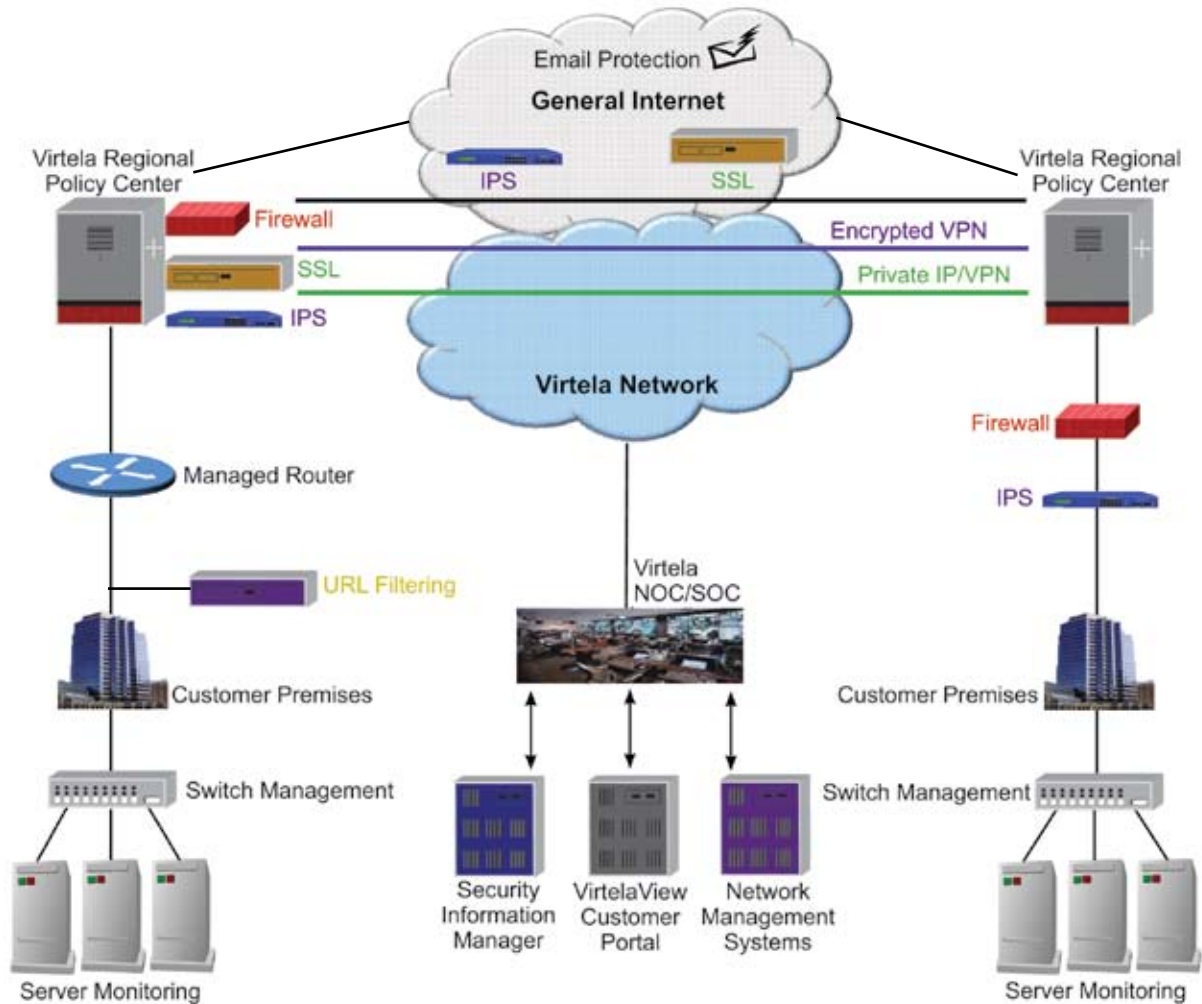 Email Protection
General Internet
IPS
SSL
Virtela Regional
Policy Center
Firewall
SSL
IPS
Virtela Regional
Policy Center
Encrypted VPN
Private IP/VPN
Virtela Network
Managed Router
URL Filtering
Customer Premises
Switch Management
Server Monitoring
Virtela
NOC/SOC
Security
Information
Manager
VirtelaView
Customer
Portal
Network
Management
Systems
Firewall
IPS
Customer Premises
Switch Management
Server Monitoring